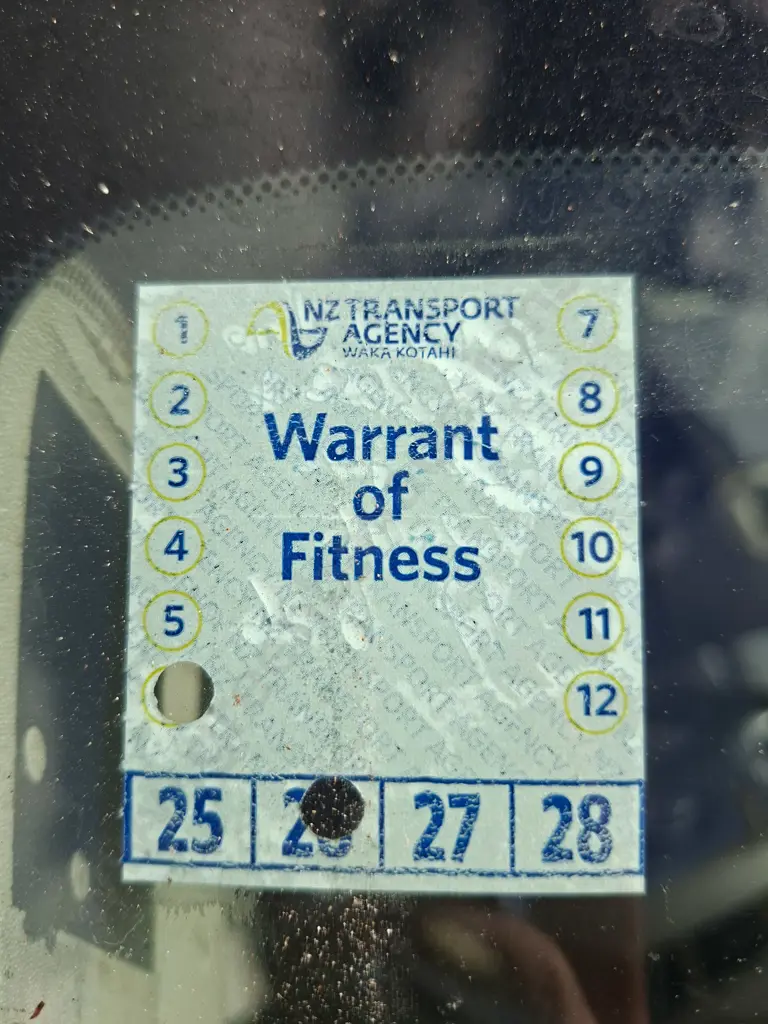 NZ TRANSPORT
AGENCY
WAKA KOTAHI
1
2
3
4
5
7
8
9
10
11
12
Warrant
of
Fitness
25
27
28